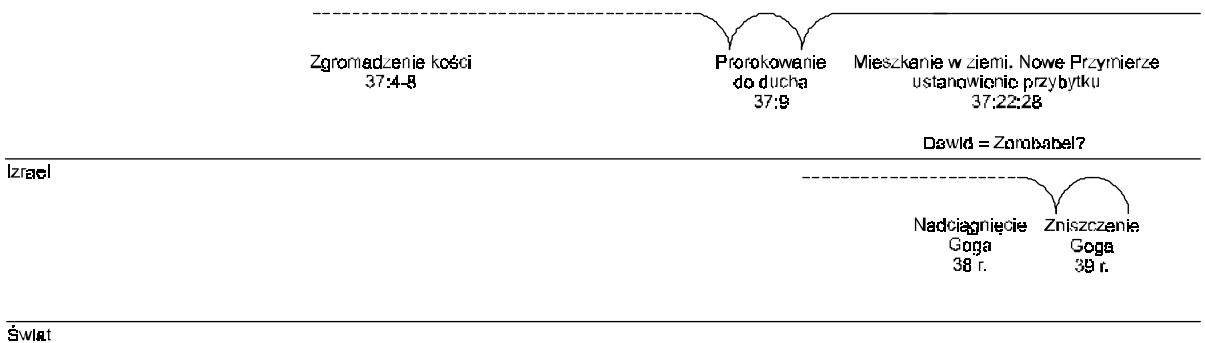 Zgromadzenie kości
37:4-8
Prorokowanie
do ducha
37:9
Mieszkanie w ziemi. Nowe Przymierze
ustanowienie przybytku
37:22:28
Dawid = Zorobabel?
Izrael
Nadciągnięcie
Goga
38 r.
Zniszczenie
Goga
39 r.
Świat